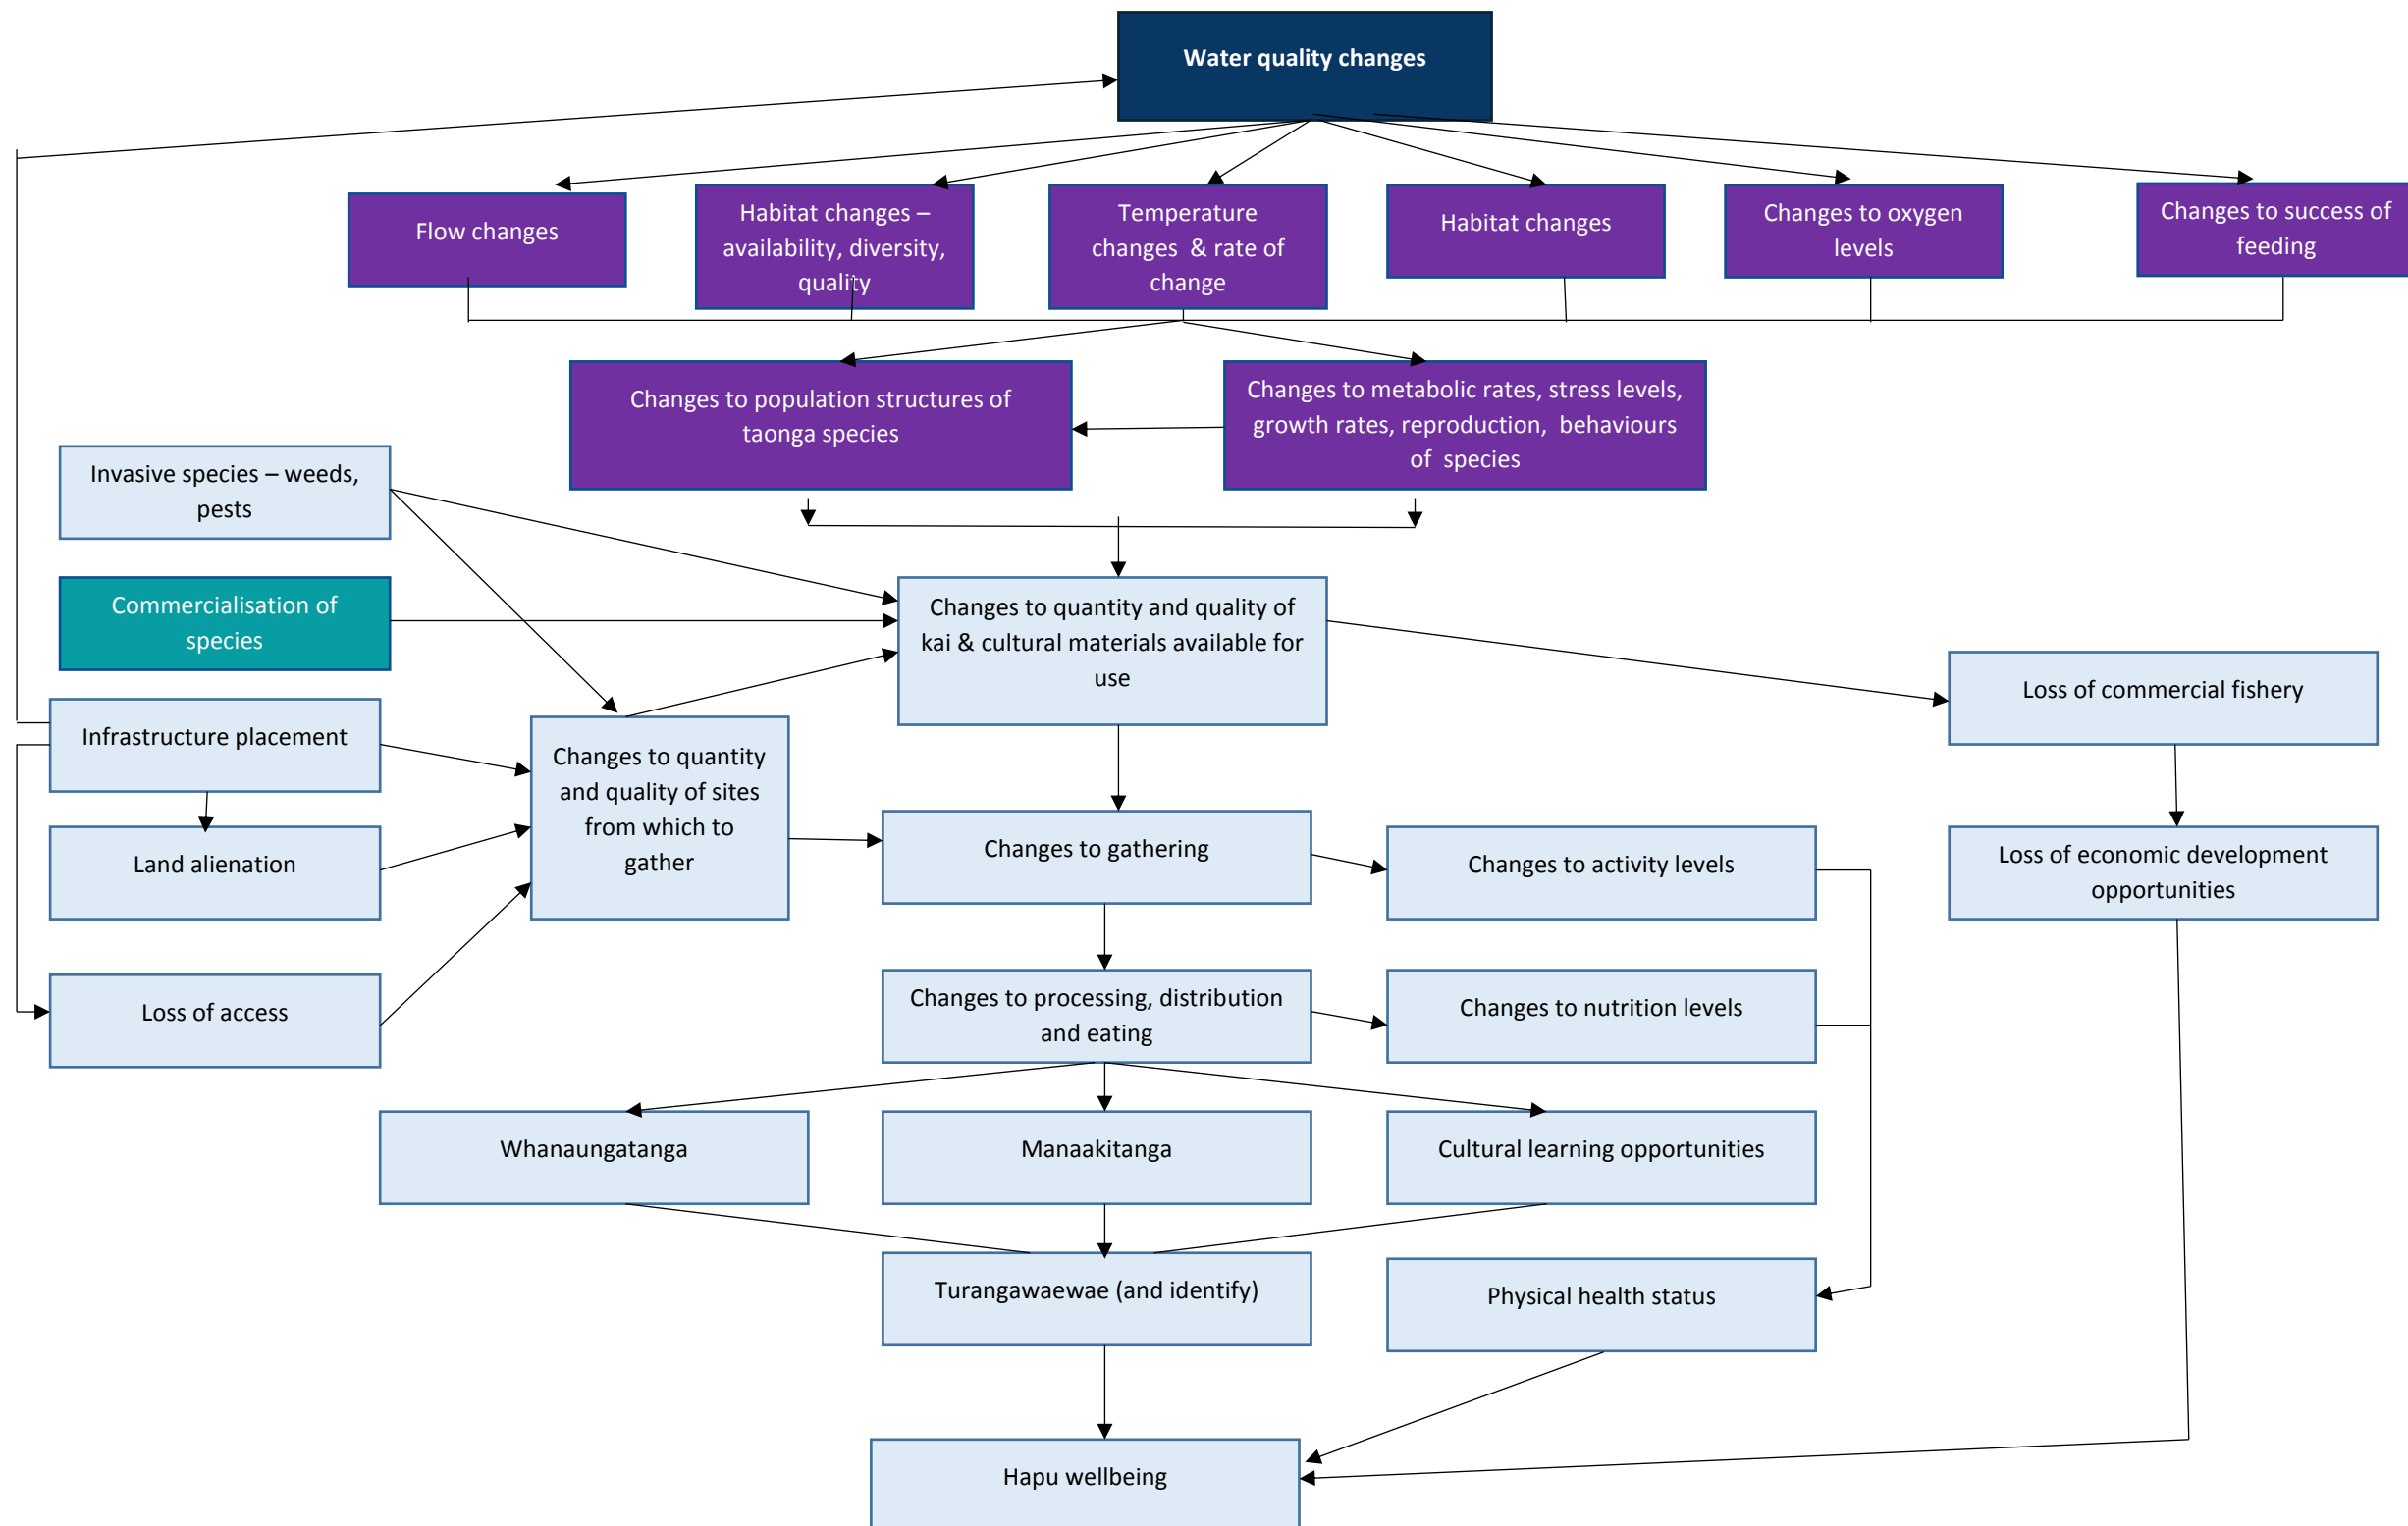 Water quality changes
Flow changes
Habitat changes –
availability, diversity,
quality
Temperature
changes & rate of
change
Habitat changes
Changes to oxygen
levels
Changes to success of
feeding
Changes to population structures of
taonga species
Changes to metabolic rates, stress levels,
growth rates, reproduction, behaviours
of species
Invasive species – weeds,
pests
Commercialisation of
species
Changes to quantity and quality of
kai & cultural materials available for
use
Loss of commercial fishery
Infrastructure placement
Changes to quantity
and quality of sites
from which to
gather
Land alienation
Changes to gathering
Changes to activity levels
Loss of economic development
opportunities
Loss of access
Changes to processing, distribution
and eating
Changes to nutrition levels
Whanaungatanga
Manaakitanga
Cultural learning opportunities
Turangawaewae (and identify)
Physical health status
Hapu wellbeing